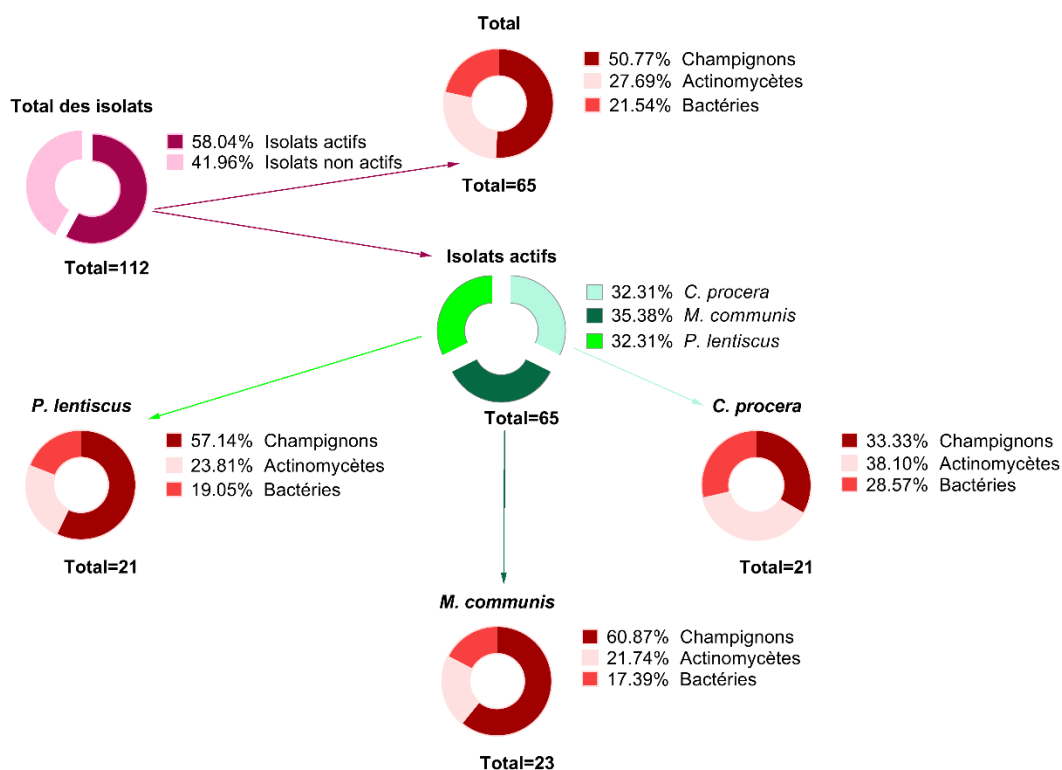 Total
50.77% Champignons
27.69% Actinomycètes
21.54% Bactéries
Total=65
Total des isolats
58.04% Isolats actifs
41.96% Isolats non actifs
Total=112
Isolats actifs
32.31% C. procera
35.38% M. communis
32.31% P. lentiscus
Total=65
P. lentiscus
57.14% Champignons
23.81% Actinomycètes
19.05% Bactéries
Total=21
C. procera
33.33% Champignons
38.10% Actinomycètes
28.57% Bactéries
Total=21
M. communis
60.87% Champignons
21.74% Actinomycètes
17.39% Bactéries
Total=23